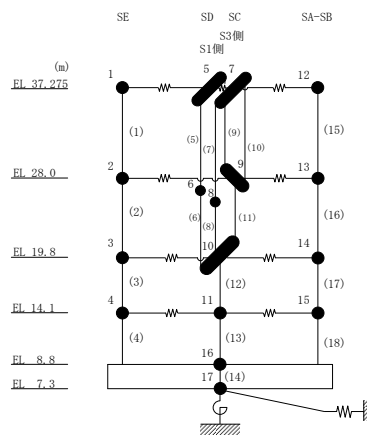 SE SD SC SA-SB
S3側
S1側
(m)
1 5 7 12
EL 37.275
(1) (5) (7) (9) (10) (15)
2 9 13
EL 28.0
6 8
(2) (6) (8) (11) (16)
3 10 14
EL 19.8
(3) (12) (17)
4 11 15
EL 14.1
(4) (13) (18)
16
EL 8.8
17 (14)
EL 7.3